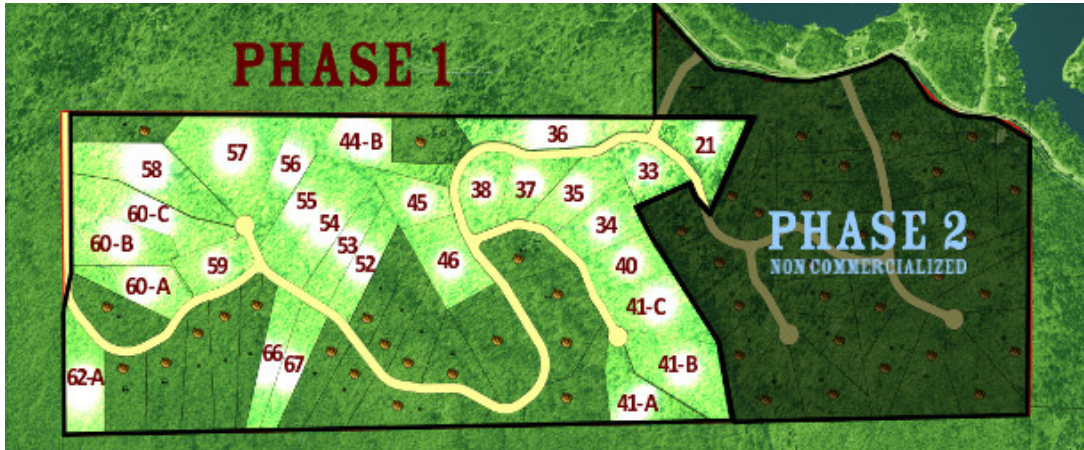 PHASE 1
44-B
36
21
57
56
58
33
38
37
35
45
55
60-C
54
34
60-B
53
52
59
46
40
60-A
41-C
66
67
62-A
41-B
41-A
PHASE 2
NON COMMERCIALIZED